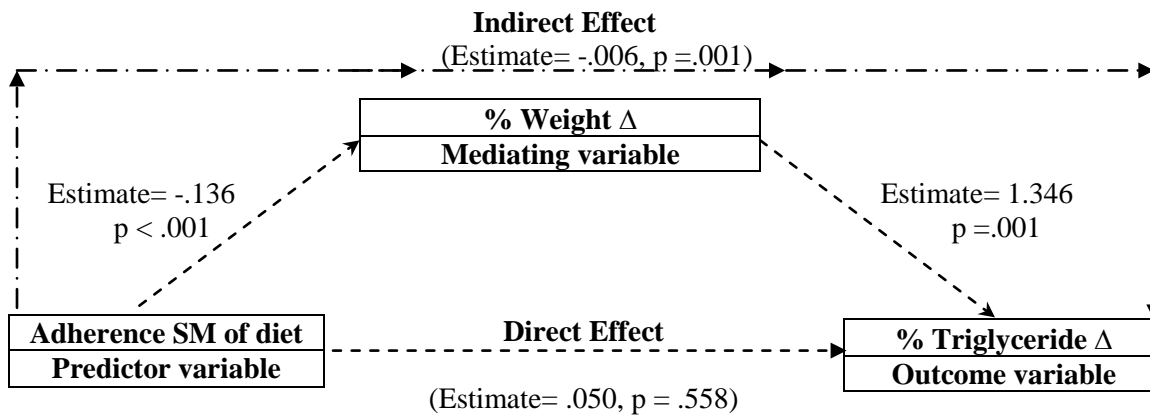 Indirect Effect
(Estimate= -.006, p =.001)
% Weight Δ
Mediating variable
Estimate= -.136
p < .001
Estimate= 1.346
p =.001
Adherence SM of diet
Predictor variable
Direct Effect
(Estimate= .050, p = .558)
% Triglyceride Δ
Outcome variable